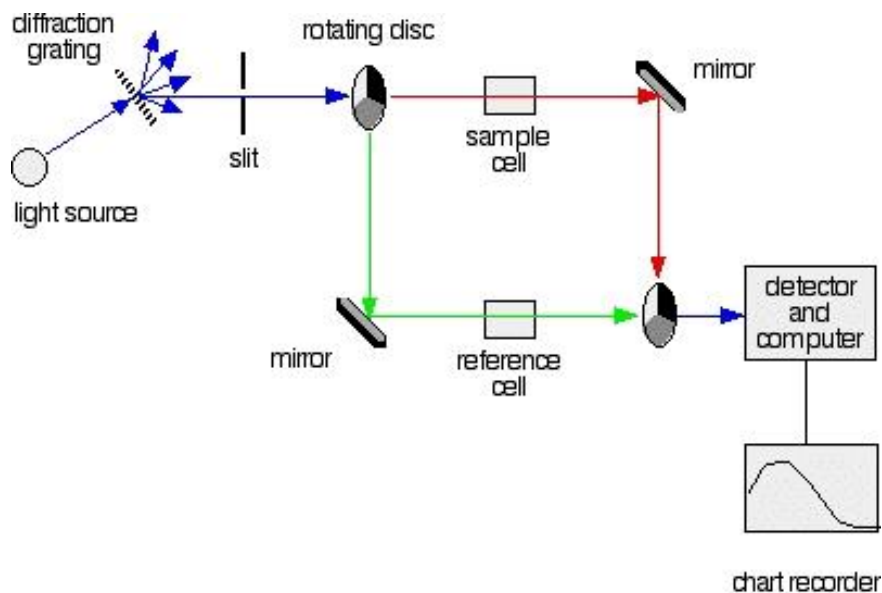 diffraction
grating
rotating disc
mirror
slit
sample
cell
light source
detector
and
computer
mirror
reference
cell
chart recorder